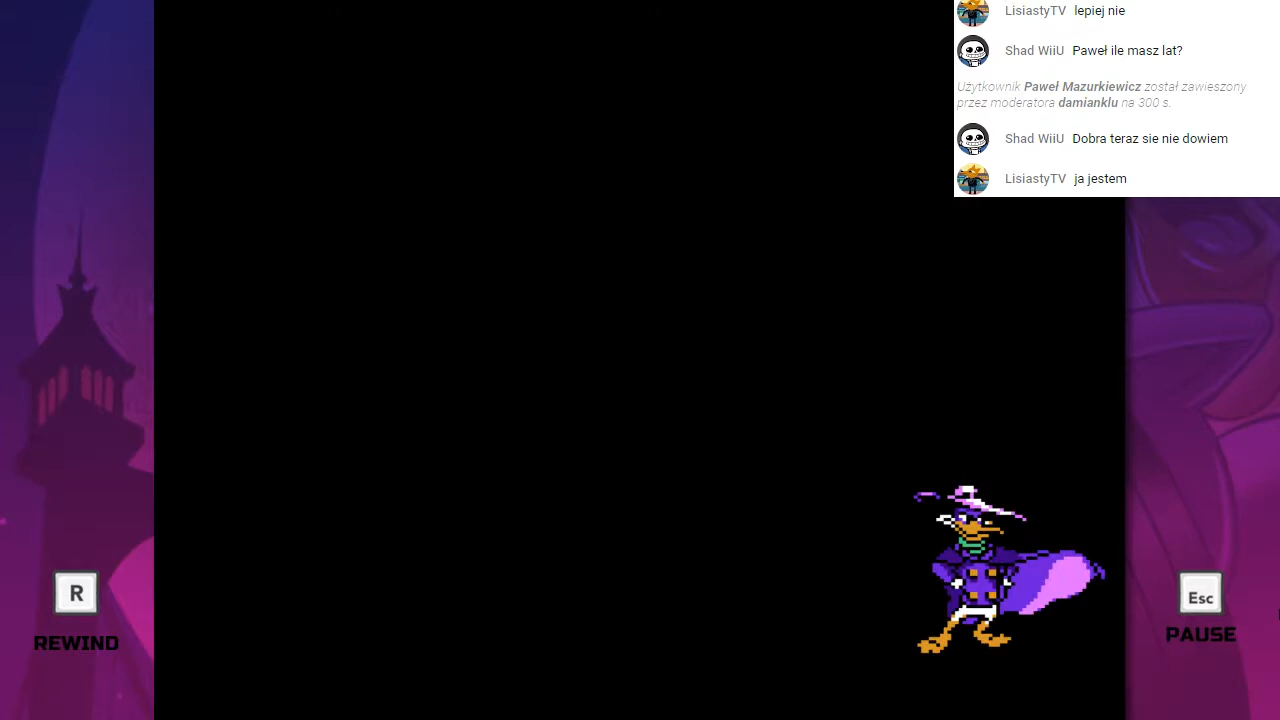 LisiastyTV lepiej nie
Shad WiiU Paweł ile masz lat?
Użytkownik Paweł Mazurkiewicz został zawieszony
przez moderatora damianklu na 300 s.
Shad WiiU Dobra teraz sie nie dowiem
LisiastyTV ja jestem
R
REWIND
Esc
PAUSE